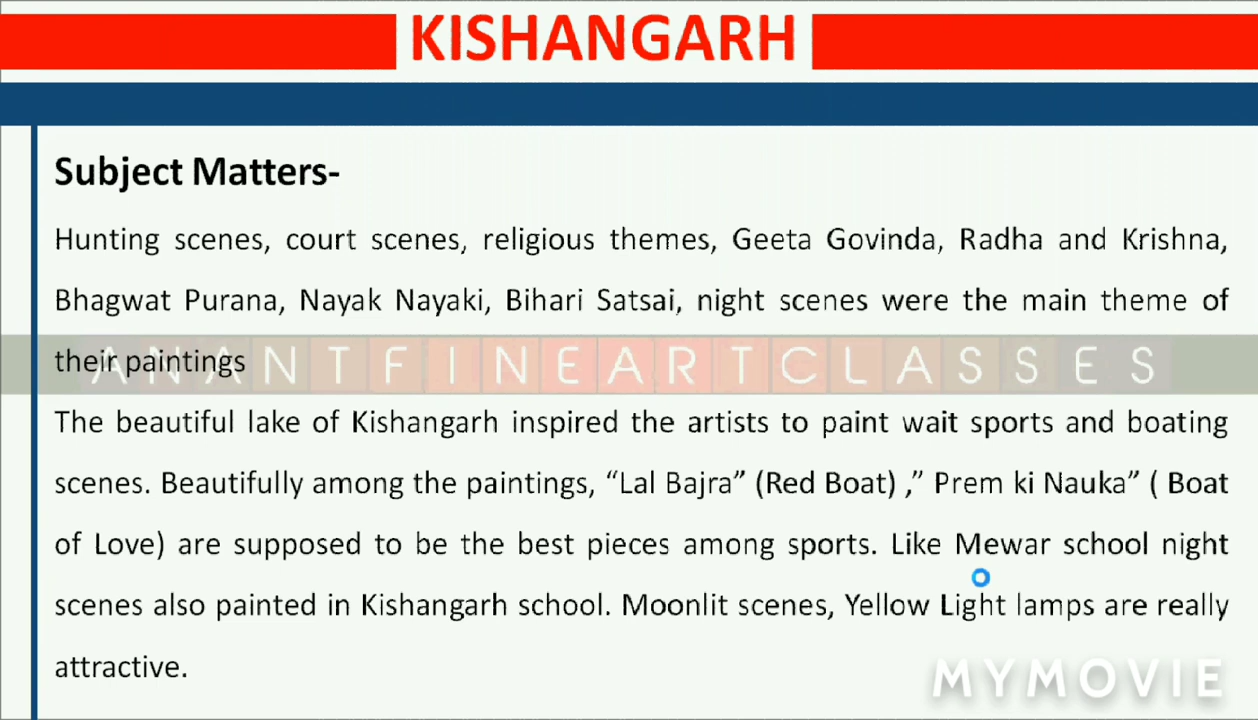 KISHANGARH
Subject Matters-
Hunting scenes, court scenes, religious themes, Geeta Govinda, Radha and Krishna,
Bhagwat Purana, Nayak Nayaki, Bihari Satsai, night scenes were the main theme of
their paintings
ANANTFINEARTCLASSES
The beautiful lake of Kishangarh inspired the artists to paint wait sports and boating
scenes. Beautifully among the paintings, “Lal Bajra” (Red Boat) ,” Prem ki Nauka” ( Boat
of Love) are supposed to be the best pieces among sports. Like Mewar school night
scenes also painted in Kishangarh school. Moonlit scenes, Yellow Light lamps are really
attractive.
MYMOVIE